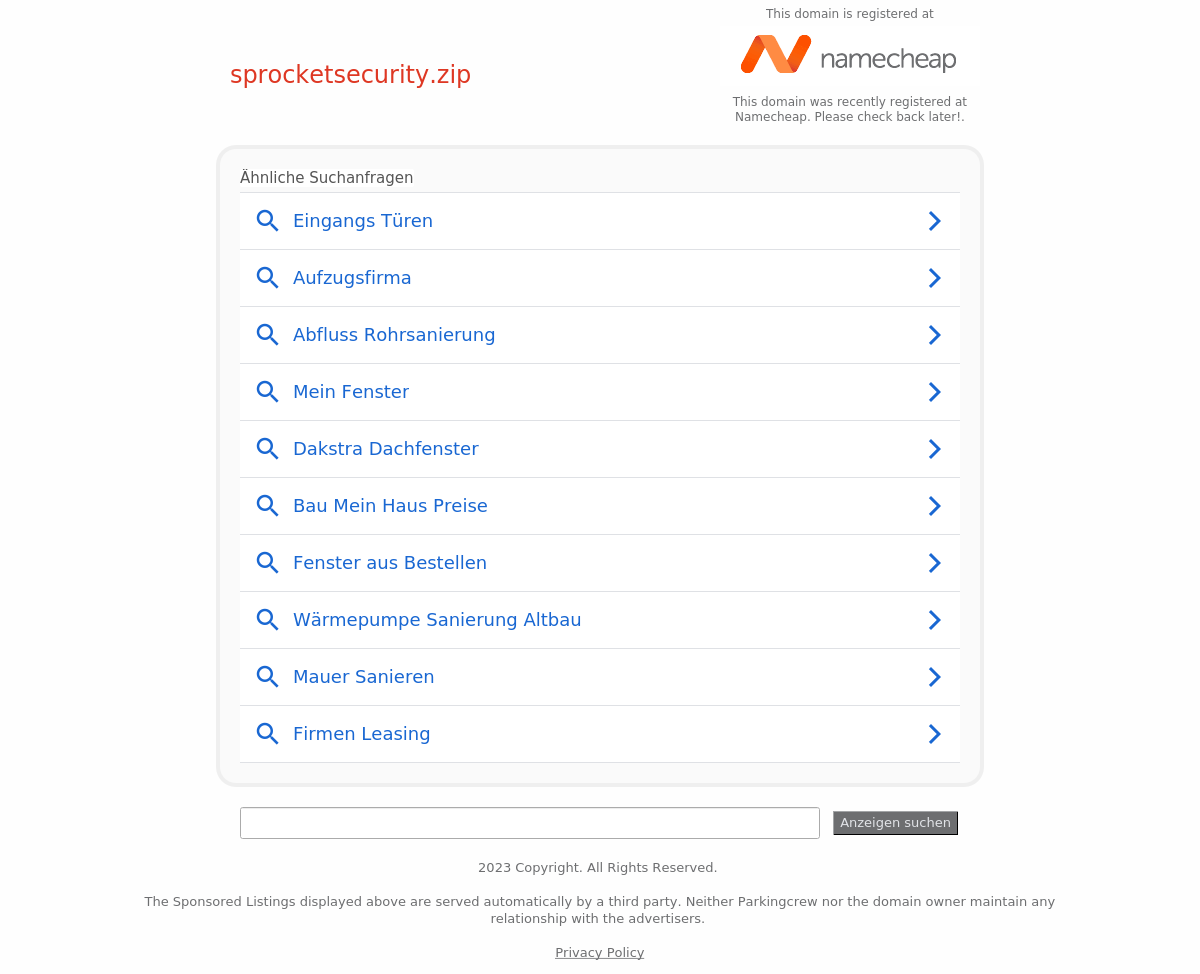 This domain is registered at
namecheap
sprocketsecurity.zip
This domain was recently registered at
Namecheap. Please check back later!.
Ähnliche Suchanfragen
Eingangs Türen
Aufzugsfirma
Abfluss Rohrsanierung
Mein Fenster
Dakstra Dachfenster
Bau Mein Haus Preise
Fenster aus Bestellen
Wärmepumpe Sanierung Altbau
Mauer Sanieren
Firmen Leasing
Anzeigen suchen
2023 Copyright. All Rights Reserved.
The Sponsored Listings displayed above are served automatically by a third party. Neither Parkingcrew nor the domain owner maintain any
relationship with the advertisers.
Privacy Policy